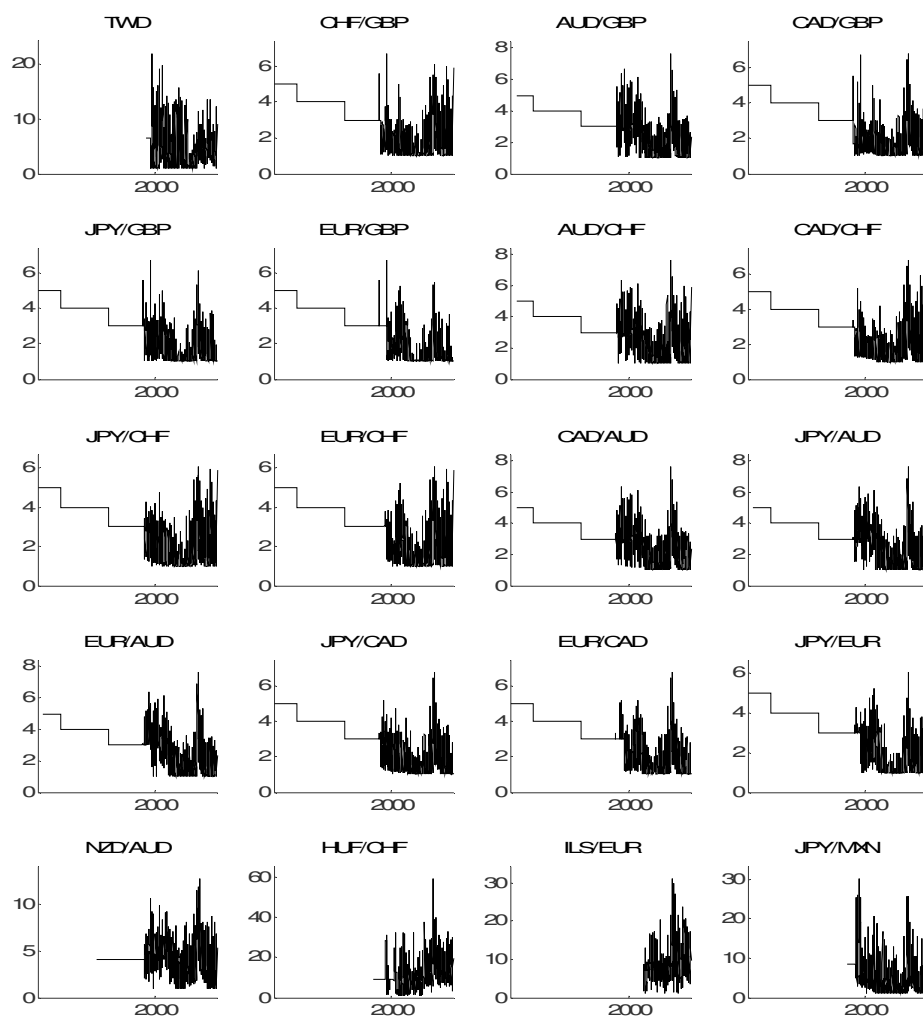 TWD CHF/GBP AUD/GBP CAD/GBP
20 6 8 6
10 4 6 4
0 2 4 2
0 2 0
0
2000 2000 2000 2000
JPY/GBP EUR/GBP AUD/CHF CAD/CHF
6 6 8 6
4 4 6 4
2 2 4 2
0 0 2 0
0
2000 2000 2000 2000
JPY/CHF EUR/CHF CAD/AUD JPY/AUD
6 6 8 8
4 4 6 6
2 2 4 4
0 0 2 2
0 0
2000 2000 2000 2000
EUR/AUD JPY/CAD EUR/CAD JPY/EUR
8 6 6 6
6 4 4 4
4 2 2 2
2 0 0 0
0
2000 2000 2000 2000
NZD/AUD HUF/CHF ILS/EUR JPY/MXN
10 60 30 30
5 40 20 20
0 20 10 10
0 0 0
2000 2000 2000 2000